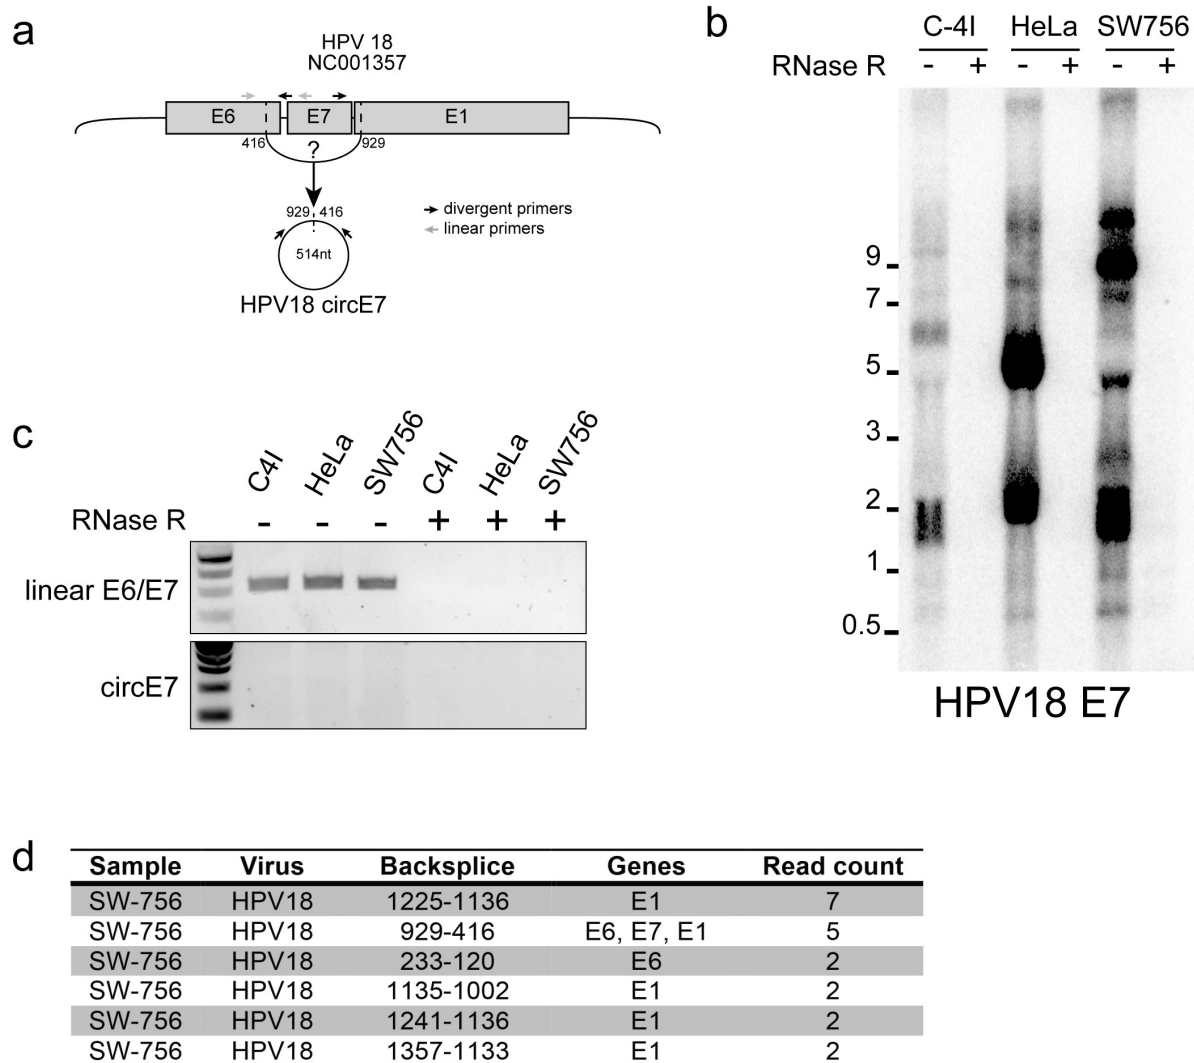 a
HPV 18
NC001357
E6 E7 E1
416 ? 929
929 416
514nt
HPV18 circE7
divergent primers
linear primers
b
C-4I HeLa SW756
RNase R - + - + - +
9
7
5
3
2
1
0.5
HPV18 E7
c
C4I HeLa SW756 C4I HeLa SW756
RNase R - - - + + +
linear E6/E7
circE7
d
Sample Virus Backsplice Genes Read count
SW-756 HPV18 1225-1136 E1 7
SW-756 HPV18 929-416 E6, E7, E1 5
SW-756 HPV18 233-120 E6 2
SW-756 HPV18 1135-1002 E1 2
SW-756 HPV18 1241-1136 E1 2
SW-756 HPV18 1357-1133 E1 2